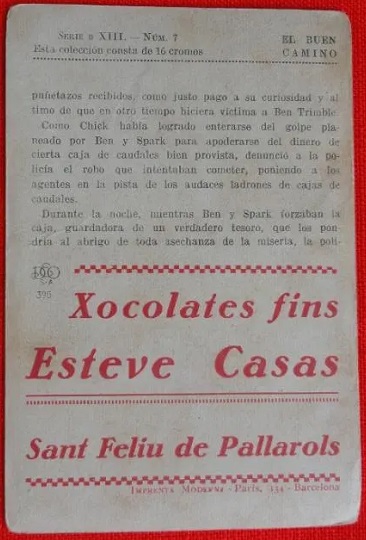 SERIE B XIII. — NÚM. 7
EL BUEN
Esta colección consta de 16 cromos
CAMINO
puñetazos recibidos, como justo pago a su curiosidad y al
timo de que en otro tiempo hiciera víctima a Ben Trimble
Como Chick había logrado enterarse del golpe pla-
neado por Ben y Spark para apoderarse del dinero de
cierta caja de caudales bien provista, denunció a la po-
licía el robo que intentaban cometer, poniendo a los
agentes en la pista de los audaces ladrones de cajas de
caudales.
Durante la noche, mientras Ben y Spark forzaban la
caja, guardadora de un verdadero tesoro, que les pon-
dría al abrigo de toda asechanza de la miseria, la poli-
395
Xocolates fins
Esteve Casas
Sant Feliu de Pallarols
IMPRENTA MODERNA - París, 134 - Barcelona